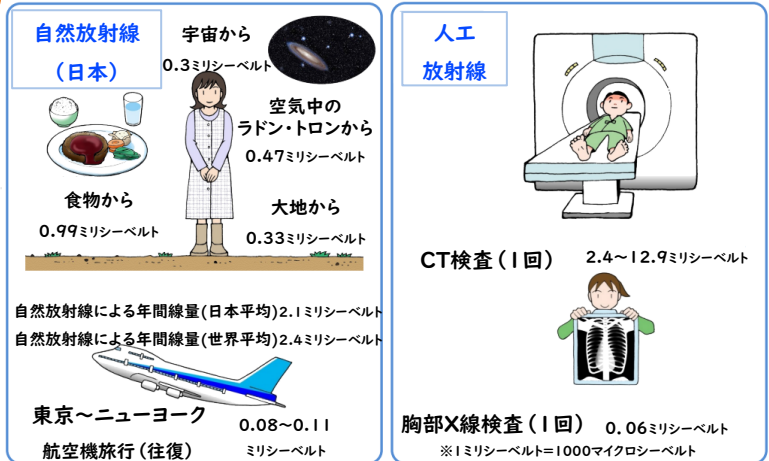 自然放射線
(日本)
宇宙から
0.3ミリシーベルト
空気中の
ラドン・トロンから
0.47ミリシーベルト
食物から
0.99ミリシーベルト
大地から
0.33ミリシーベルト
自然放射線による年間線量(日本平均)2.1ミリシーベルト
自然放射線による年間線量(世界平均)2.4ミリシーベルト
東京～ニューヨーク
航空機旅行(往復)
0.08～0.11
ミリシーベルト
人工
放射線
CT検査(1回)
2.4～12.9ミリシーベルト
胸部X線検査(1回)
0.06ミリシーベルト
※1ミリシーベルト=1000マイクロシーベルト